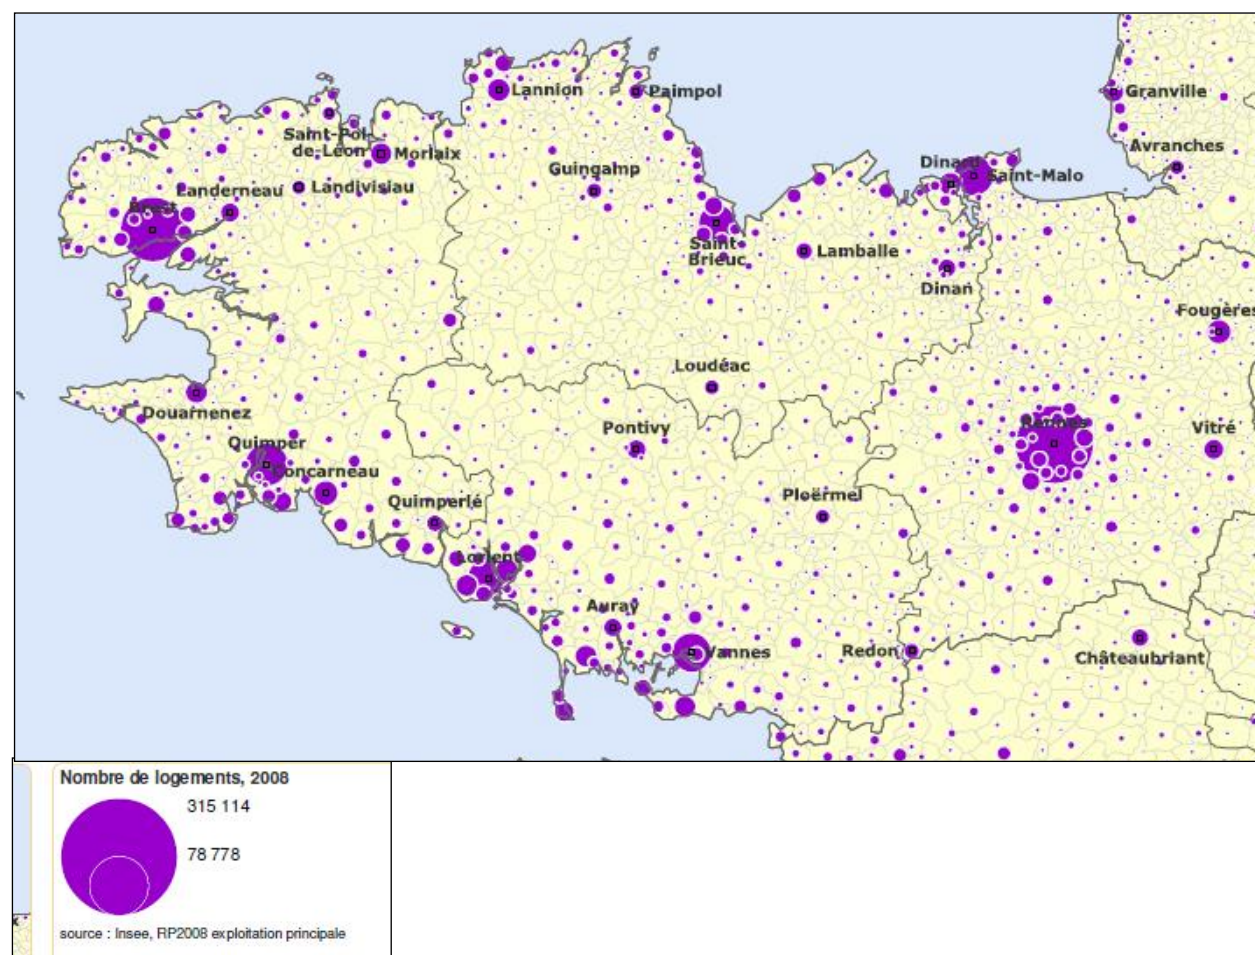 Lannion
Paimpol
Granville
Saint-Pol-
de-Léon
Morlaix
Avranches
Guingamp
Dinard
Saint-Malo
Landerneau
Landivisiau
Brest
Saint-
Brieuc
Lamballe
Dinan
Fougères
Loudéac
Douarnenez
Quimper
Concarneau
Pontivy
Rennes
Vitré
Quimperlé
Ploërmel
Lorient
Auray
Vannes
Redon
Châteaubriant
Nombre de logements, 2008
315 114
78 778
source : Insee, RP2008 exploitation principale